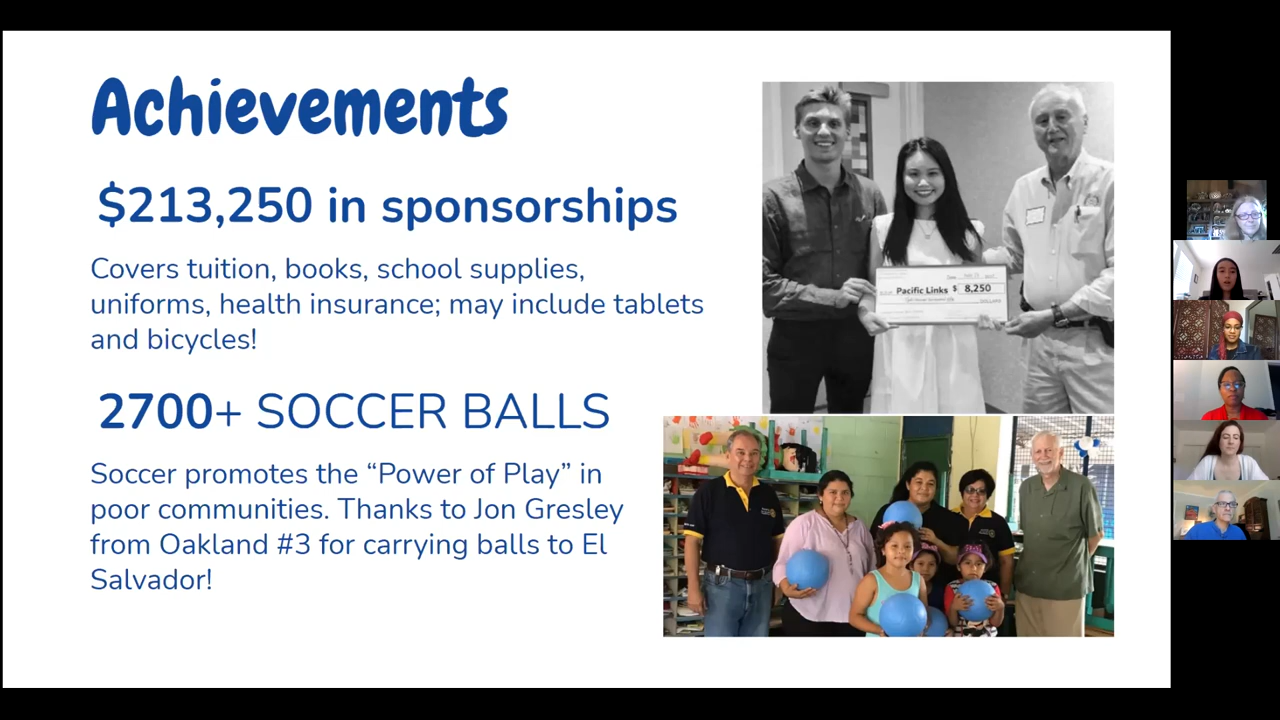 Achievements
$213,250 in sponsorships
Covers tuition, books, school supplies,
uniforms, health insurance; may include tablets
and bicycles!
2700+ SOCCER BALLS
Soccer promotes the “Power of Play” in
poor communities. Thanks to Jon Gresley
from Oakland #3 for carrying balls to El
Salvador!
Pacific Links $ 8,250
DOLLARS